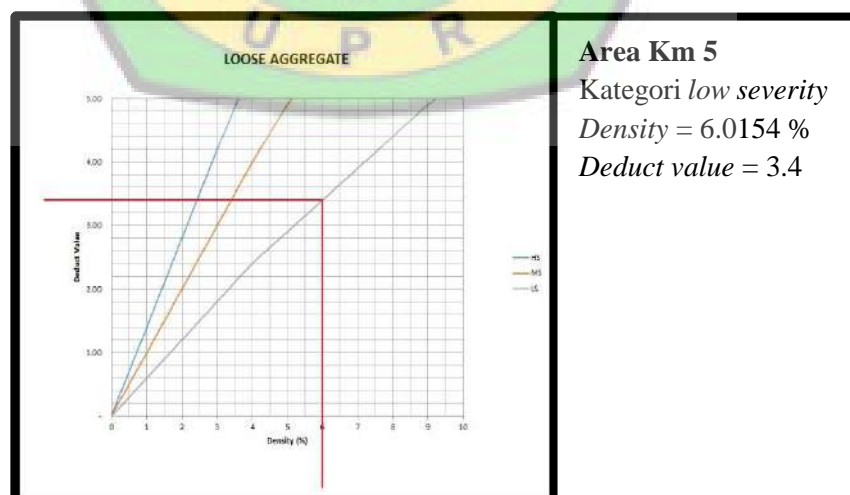 U P R
LOOSE AGGREGATE
5.00
4.00
3.00
2.00
1.00
-
Deduct Value
0 1 2 3 4 5 6 7 8 9 10
Density (%)
HS
MS
LS
Area Km 5
Kategori low severity
Density = 6.0154 %
Deduct value = 3.4